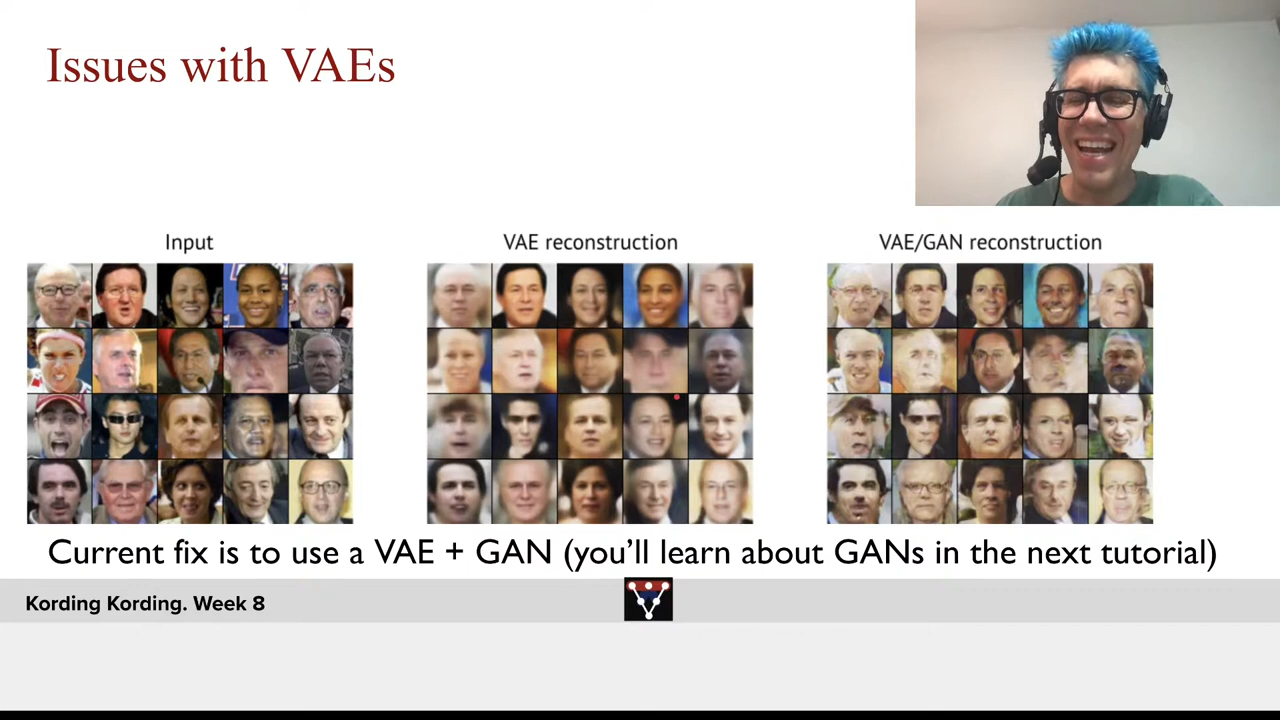 Issues with VAEs
Input
VAE reconstruction
VAE/GAN reconstruction
Current fix is to use a VAE + GAN (you’ll learn about GANs in the next tutorial)
Kording Kording. Week 8